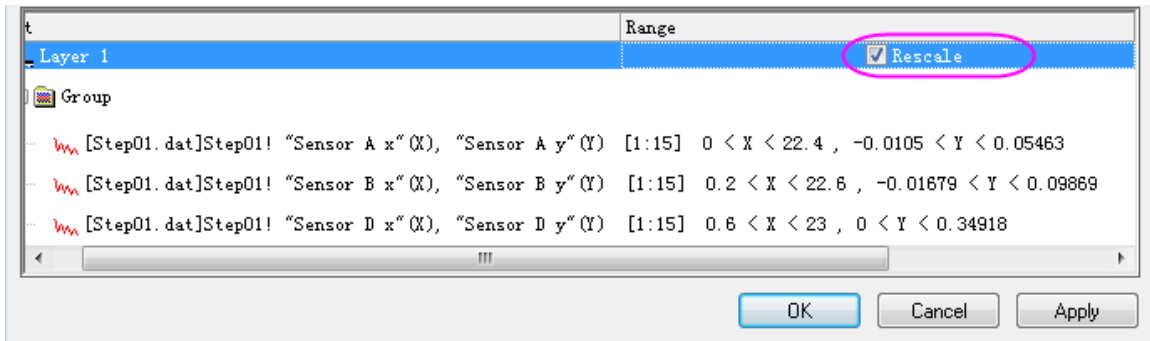 t Range
Layer 1 Rescale
Group
[Step01.dat]Step01! "Sensor A x"(X), "Sensor A y"(Y) [1:15] 0 < X < 22.4 , -0.0105 < Y < 0.05463
[Step01.dat]Step01! "Sensor B x"(X), "Sensor B y"(Y) [1:15] 0.2 < X < 22.6 , -0.01679 < Y < 0.09869
[Step01.dat]Step01! "Sensor D x"(X), "Sensor D y"(Y) [1:15] 0.6 < X < 23 , 0 < Y < 0.34918
OK Cancel Apply